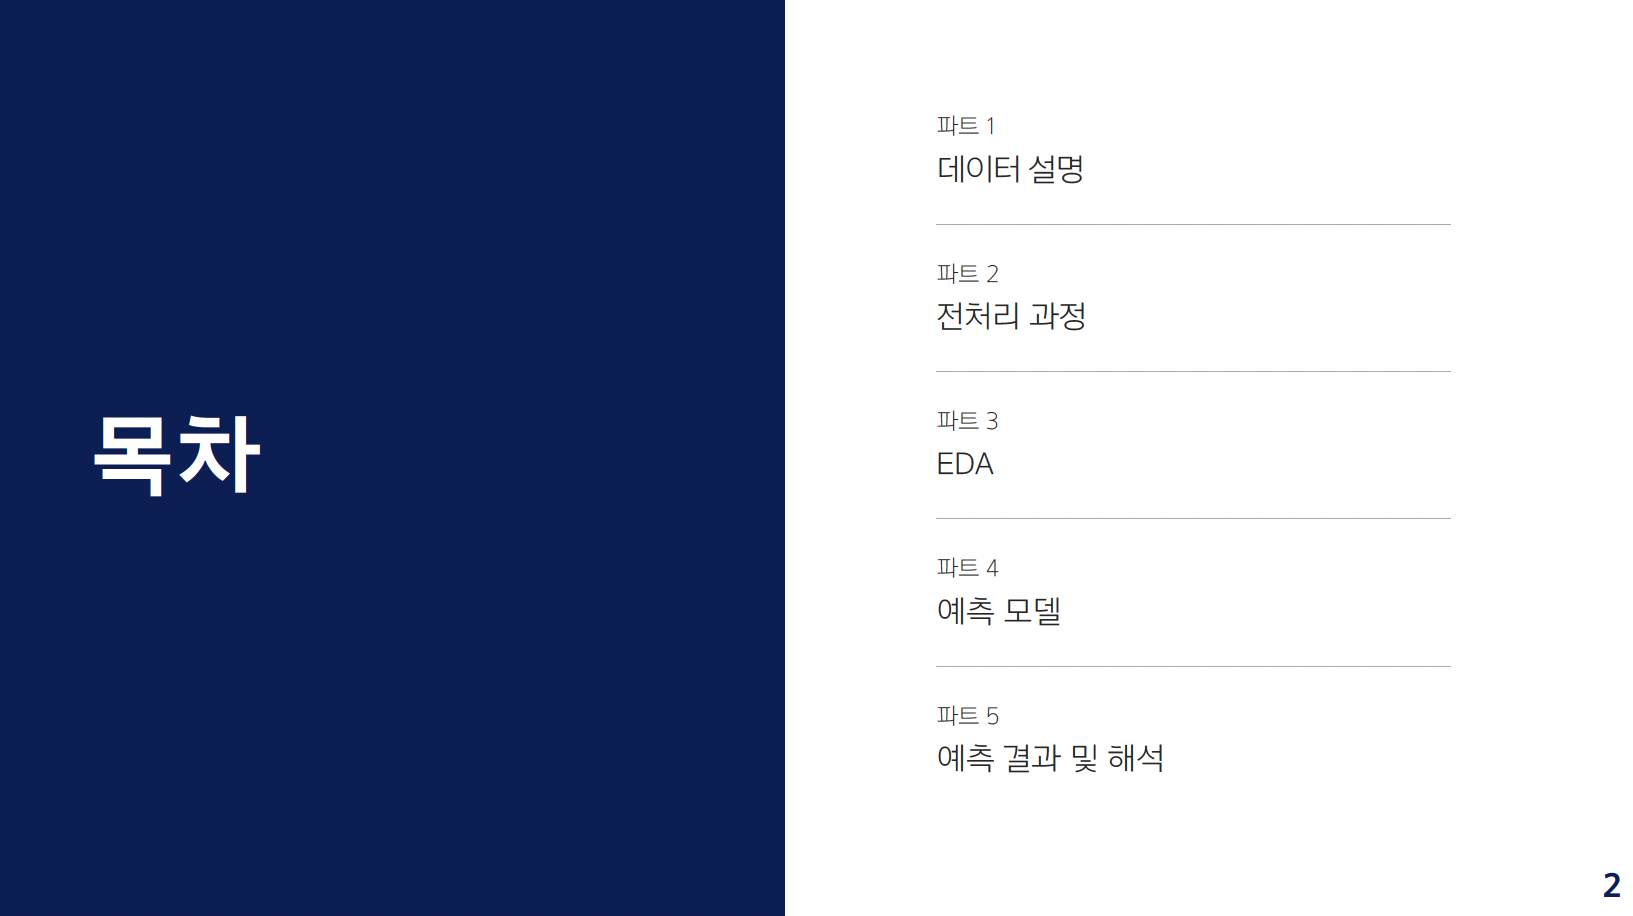 목차
파트 1
데이터 설명
파트 2
전처리 과정
파트 3
EDA
파트 4
예측 모델
파트 5
예측 결과 및 해석
2